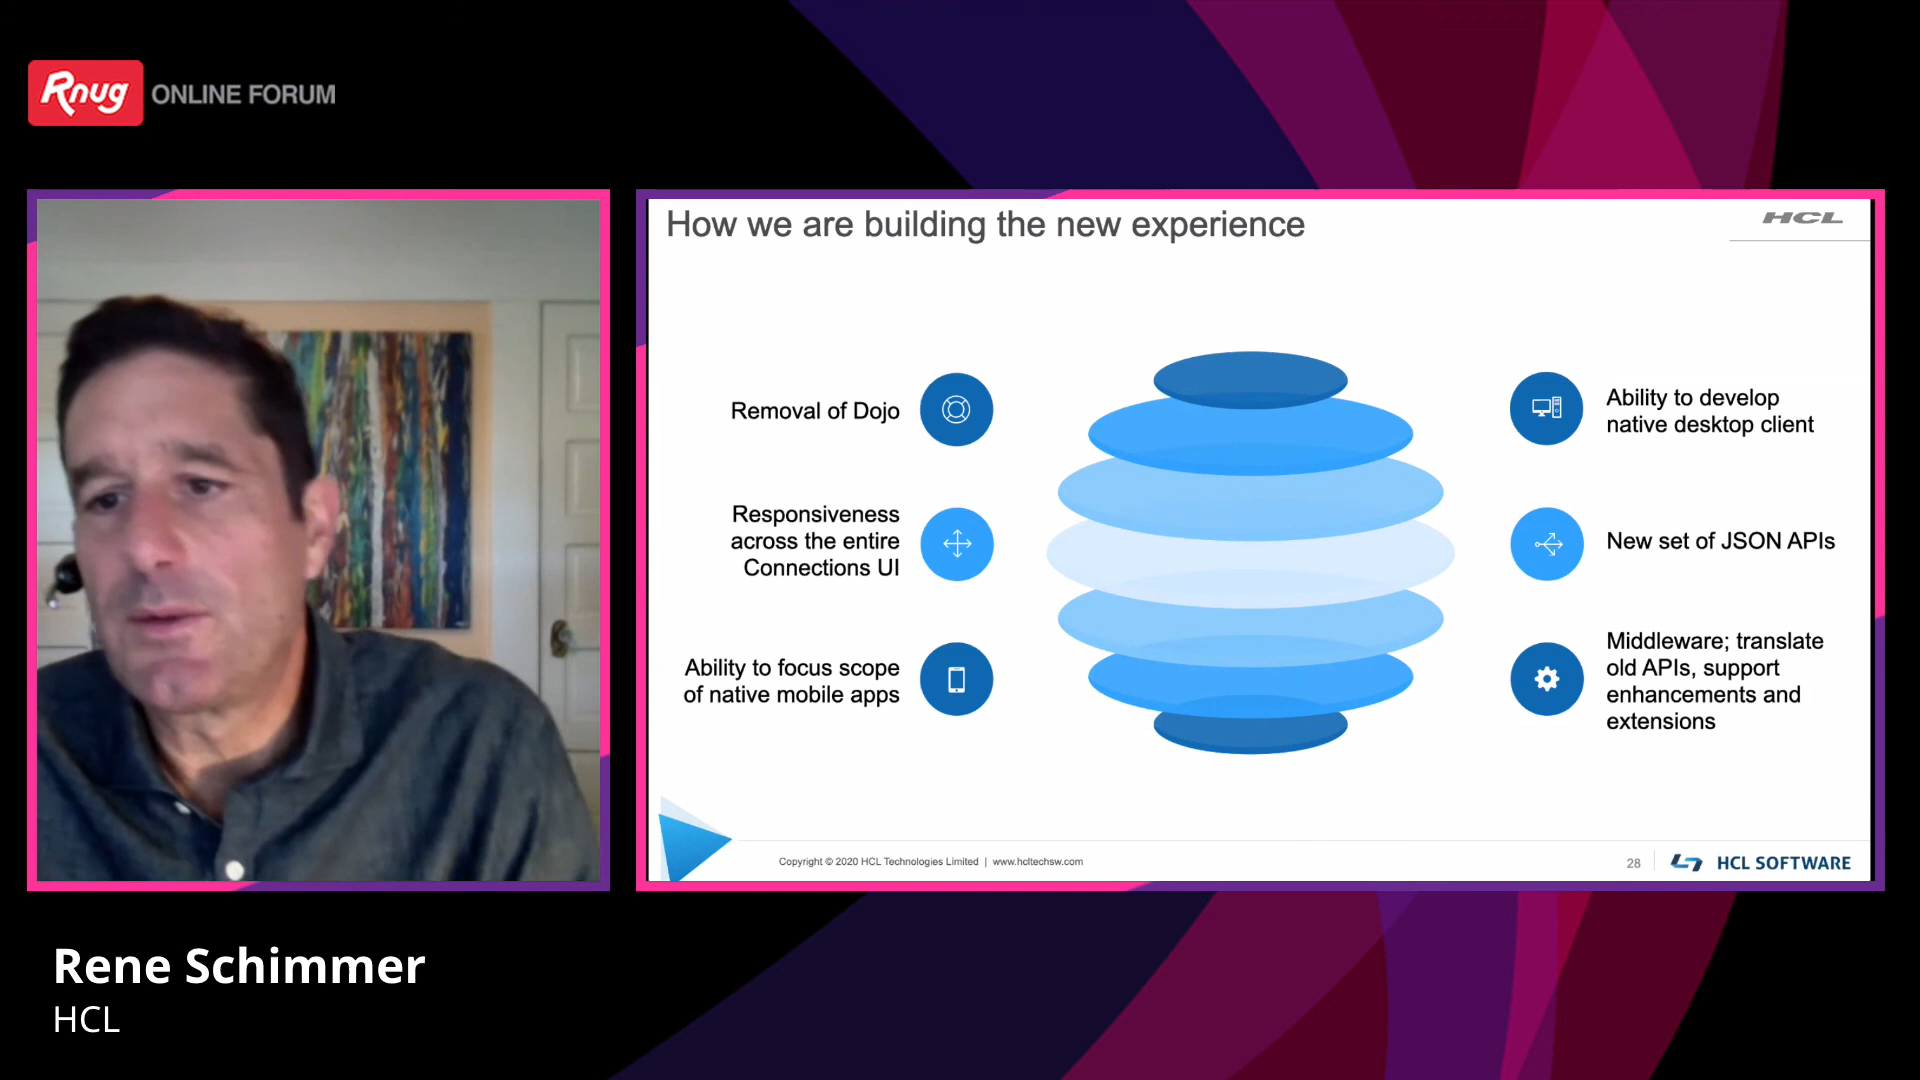 Rnug ONLINE FORUM
How we are building the new experience
HCL
Removal of Dojo
Responsiveness
across the entire
Connections UI
Ability to focus scope
of native mobile apps
Ability to develop
native desktop client
New set of JSON APIs
Middleware; translate
old APIs, support
enhancements and
extensions
Copyright © 2020 HCL Technologies Limited | www.hcltechsw.com
28
HCL SOFTWARE
Rene Schimmer
HCL